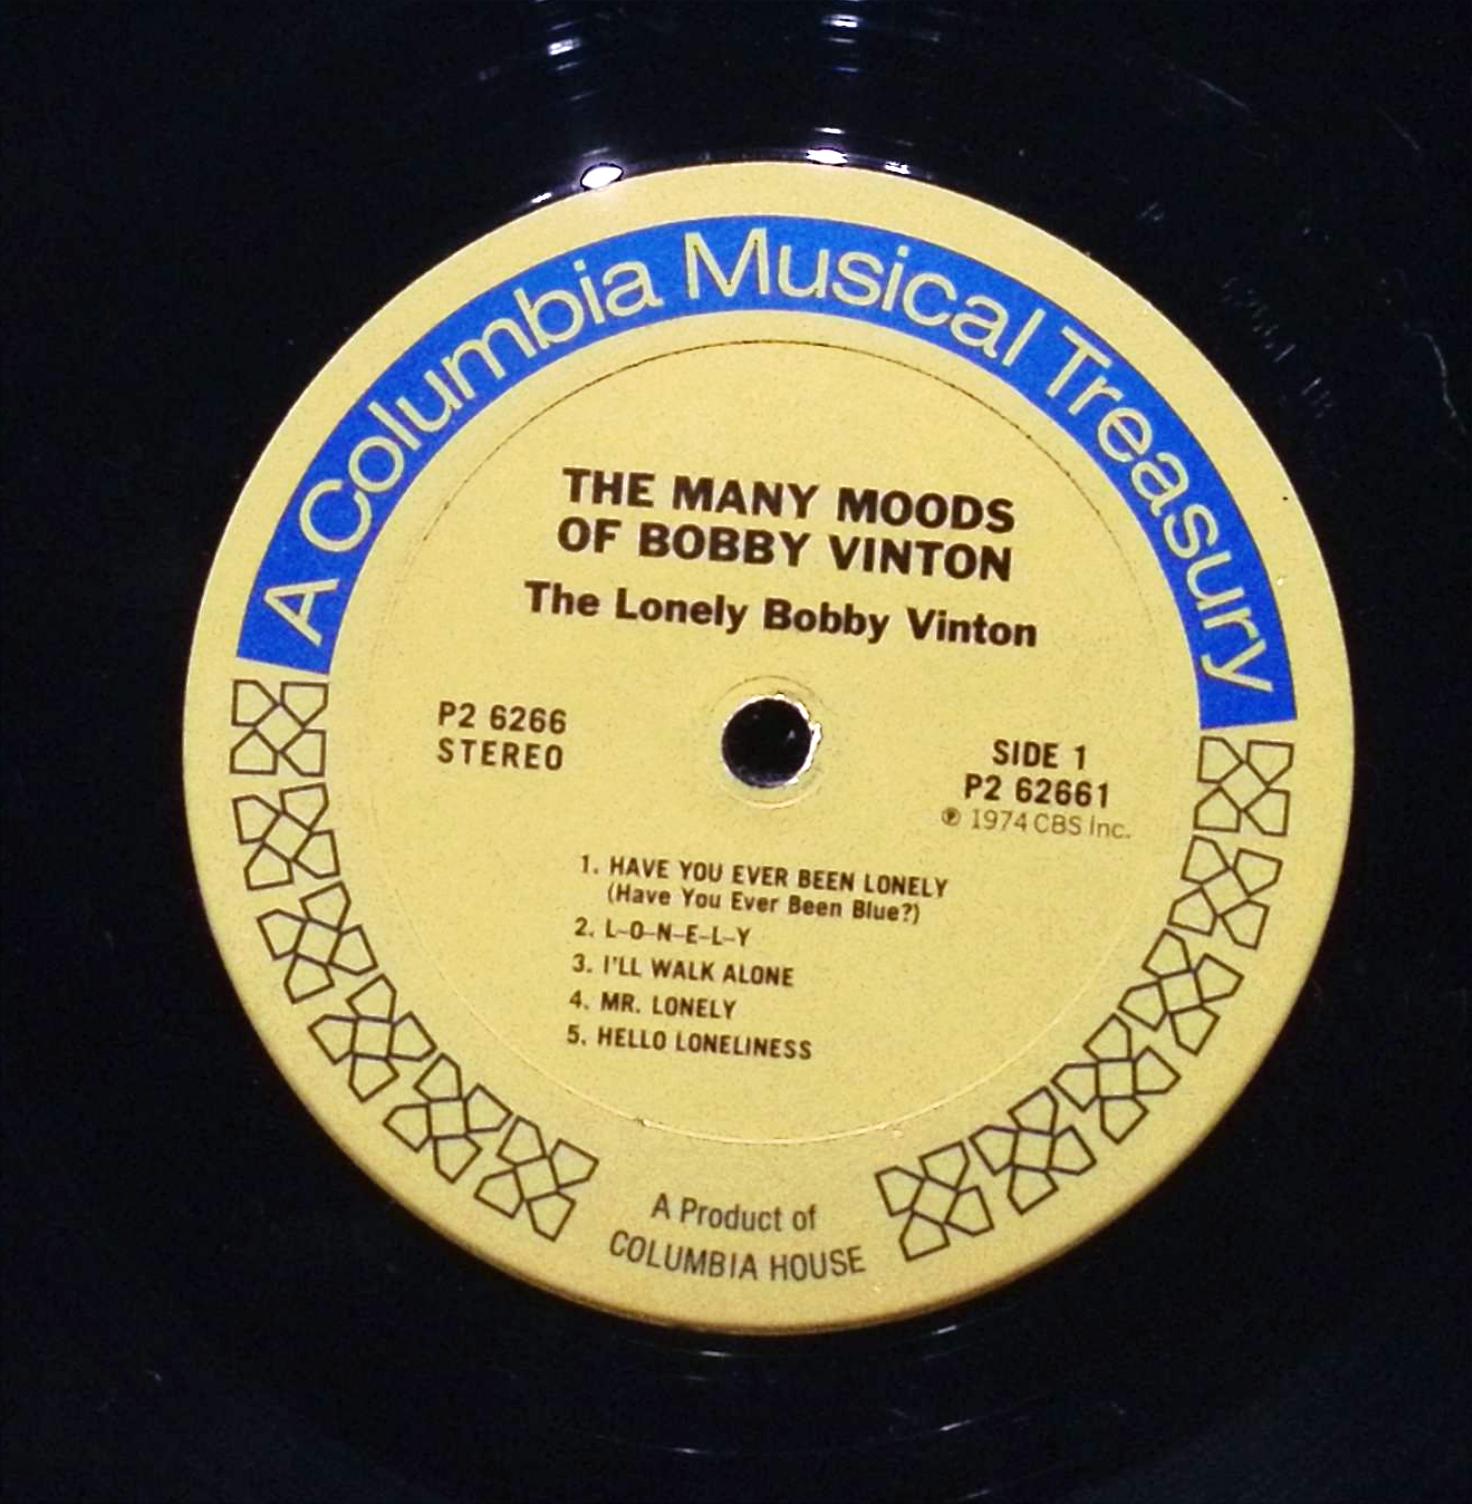 A Columbia Musical Treasury
THE MANY MOODS
OF BOBBY VINTON
The Lonely Bobby Vinton
P2 6266
STEREO
SIDE 1
P2 62661
℗ 1974 CBS Inc.
1. HAVE YOU EVER BEEN LONELY
(Have You Ever Been Blue?)
2. L-O-N-E-L-Y
3. I'LL WALK ALONE
4. MR. LONELY
5. HELLO LONELINESS
A Product of
COLUMBIA HOUSE